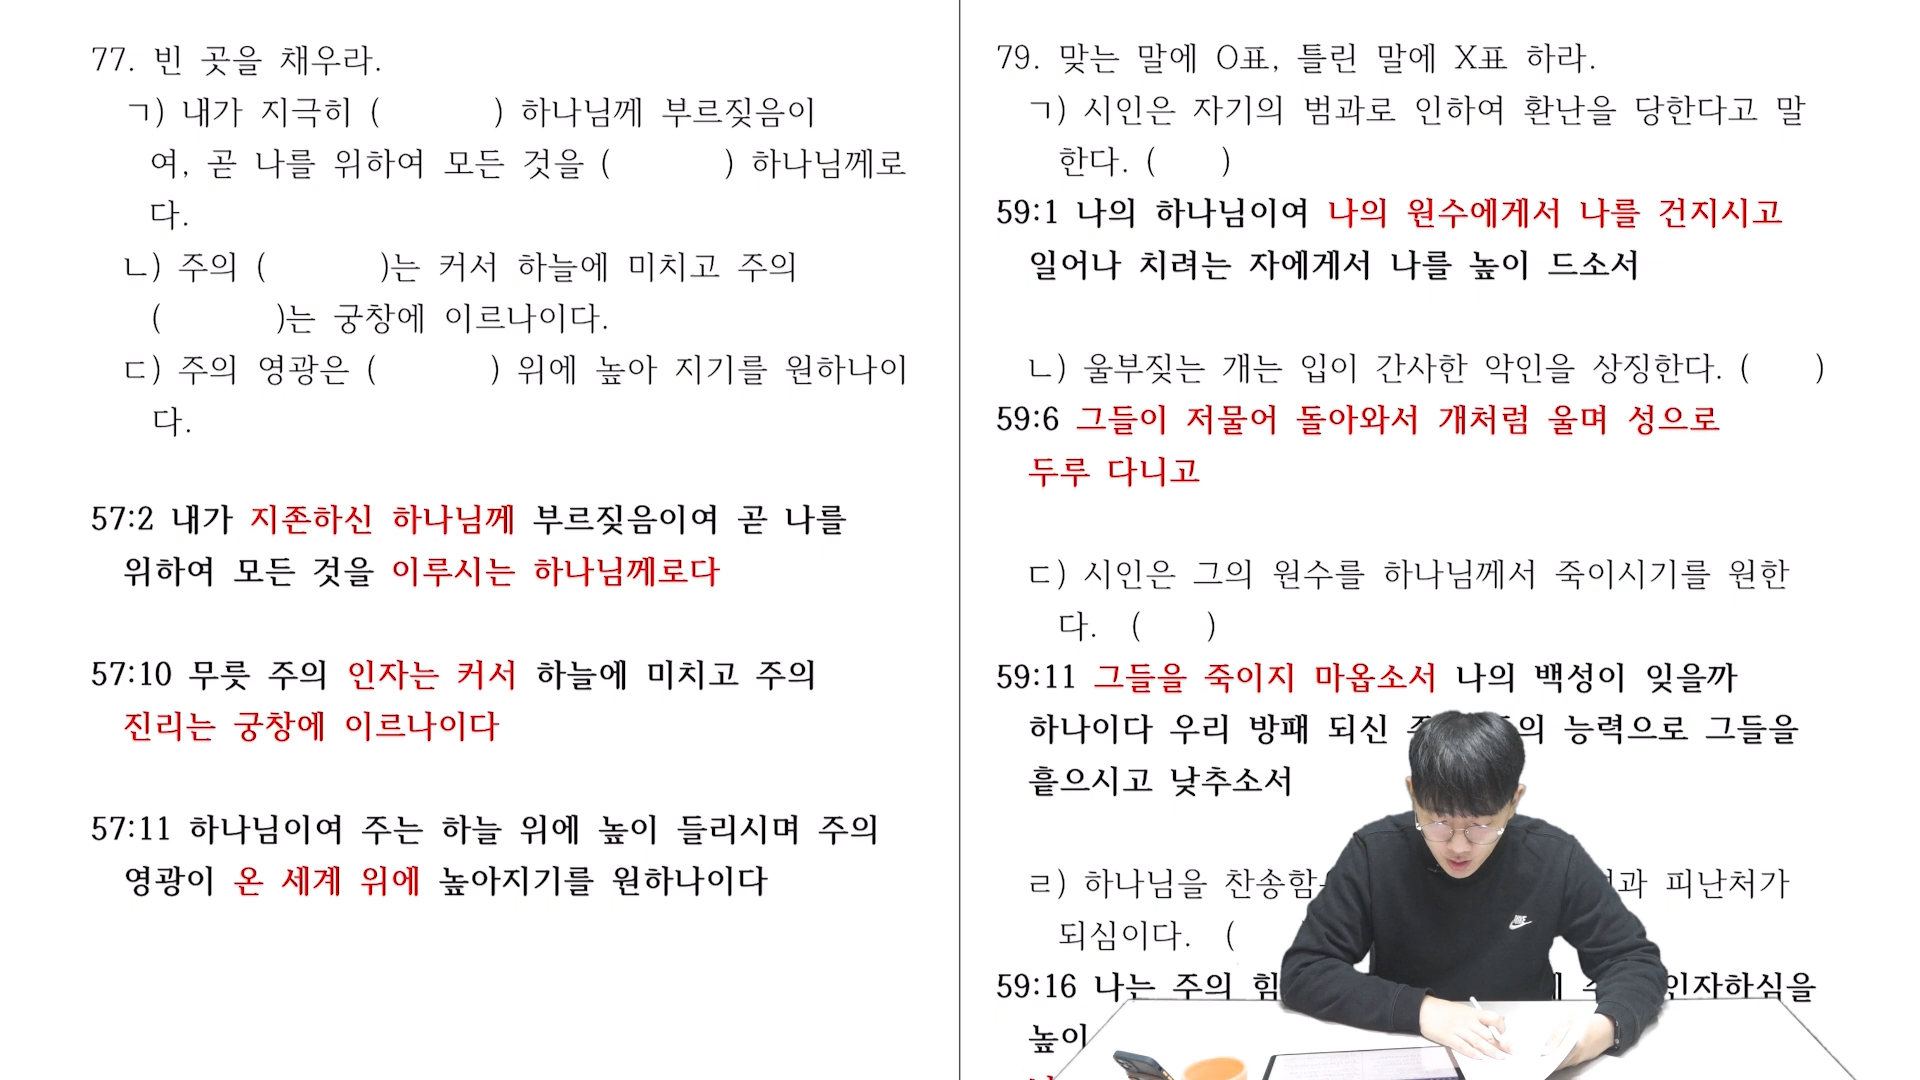 77. 빈 곳을 채우라.
ㄱ) 내가 지극히 (          ) 하나님께 부르짖음이
여, 곧 나를 위하여 모든 것을 (          ) 하나님께로
다.
ㄴ) 주의 (          )는 커서 하늘에 미치고 주의
(          )는 궁창에 이르나이다.
ㄷ) 주의 영광은 (          ) 위에 높아 지기를 원하나이
다.
57:2 내가 지존하신 하나님께 부르짖음이여 곧 나를
위하여 모든 것을 이루시는 하나님께로다
57:10 무릇 주의 인자는 커서 하늘에 미치고 주의
진리는 궁창에 이르나이다
57:11 하나님이여 주는 하늘 위에 높이 들리시며 주의
영광이 온 세계 위에 높아지기를 원하나이다
79. 맞는 말에 O표, 틀린 말에 X표 하라.
ㄱ) 시인은 자기의 범과로 인하여 환난을 당한다고 말
한다. (     )
59:1 나의 하나님이여 나의 원수에게서 나를 건지시고
일어나 치려는 자에게서 나를 높이 드소서
ㄴ) 울부짖는 개는 입이 간사한 악인을 상징한다. (     )
59:6 그들이 저물어 돌아와서 개처럼 울며 성으로
두루 다니고
ㄷ) 시인은 그의 원수를 하나님께서 죽이시기를 원한
다. (     )
59:11 그들을 죽이지 마옵소서 나의 백성이 잊을까
하나이다 우리 방패 되신 능력으로 그들을
흩으시고 낮추소서
ㄹ) 하나님을 찬송함 피난처가
되심이다. (
59:16 나는 주의 힘 인자하심을
높이